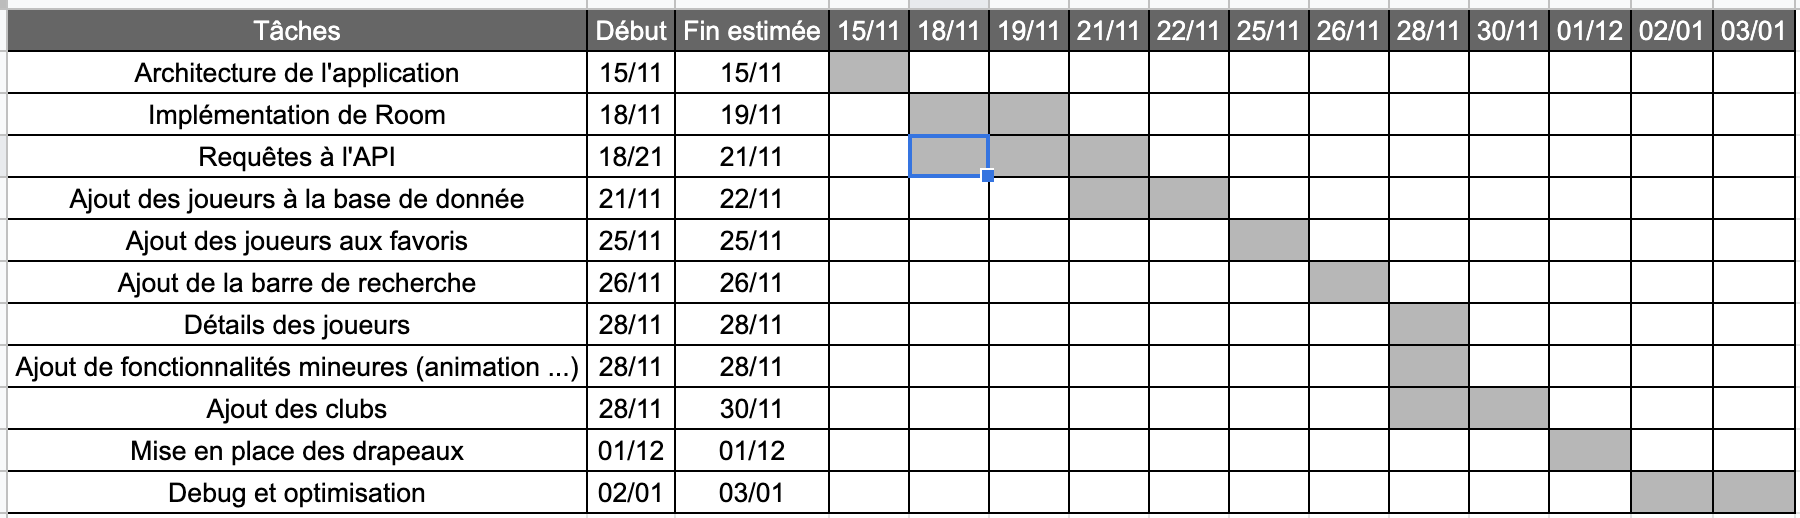 Tâches Début Fin estimée 15/11 18/11 19/11 21/11 22/11 25/11 26/11 28/11 30/11 01/12 02/01 03/01
Architecture de l'application 15/11 15/11
Implémentation de Room 18/11 19/11
Requêtes à l'API 18/21 21/11
Ajout des joueurs à la base de donnée 21/11 22/11
Ajout des joueurs aux favoris 25/11 25/11
Ajout de la barre de recherche 26/11 26/11
Détails des joueurs 28/11 28/11
Ajout de fonctionnalités mineures (animation ...) 28/11 28/11
Ajout des clubs 28/11 30/11
Mise en place des drapeaux 01/12 01/12
Debug et optimisation 02/01 03/01